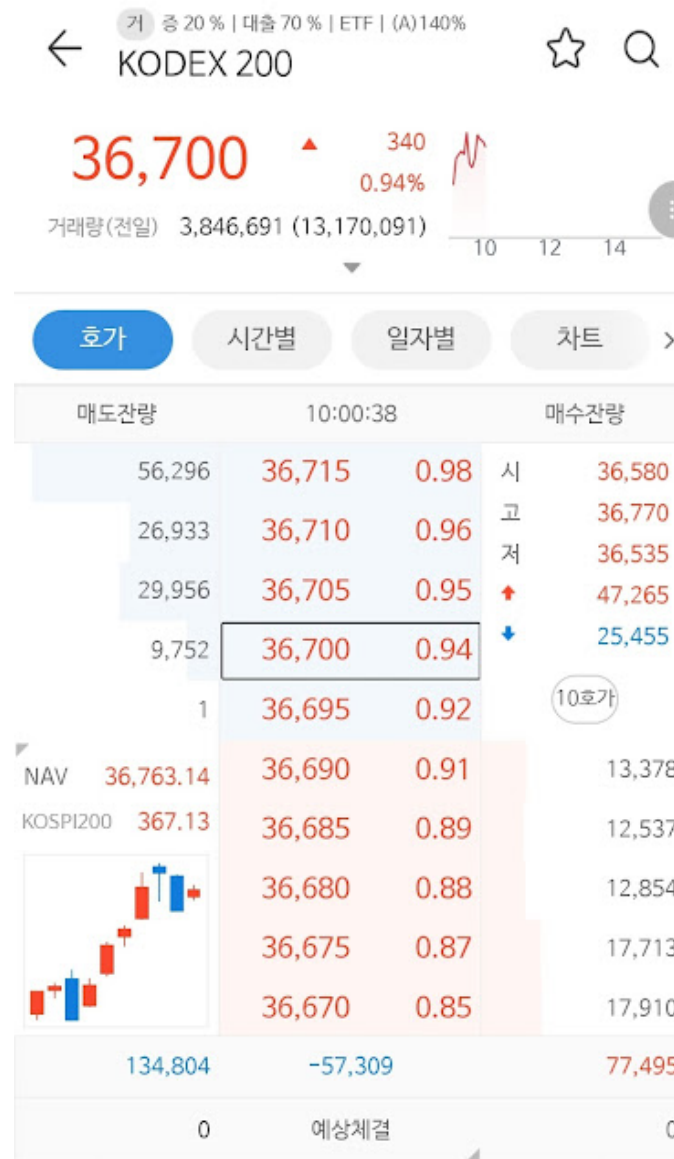 거 증 20 % | 대출 70 % | ETF | (A)140%
KODEX 200
36,700 ▲ 340
0.94%
거래량(전일) 3,846,691 (13,170,091)
10 12 14
호가 시간별 일자별 차트
매도잔량 10:00:38 매수잔량
56,296 36,715 0.98 시 36,580
26,933 36,710 0.96 고 36,770
저 36,535
29,956 36,705 0.95 47,265
9,752 36,700 0.94 25,455
1 36,695 0.92 10호가
NAV 36,763.14 36,690 0.91 13,378
KOSPI200 367.13 36,685 0.89 12,537
36,680 0.88 12,854
36,675 0.87 17,713
36,670 0.85 17,910
134,804 -57,309 77,495
0 예상체결 0